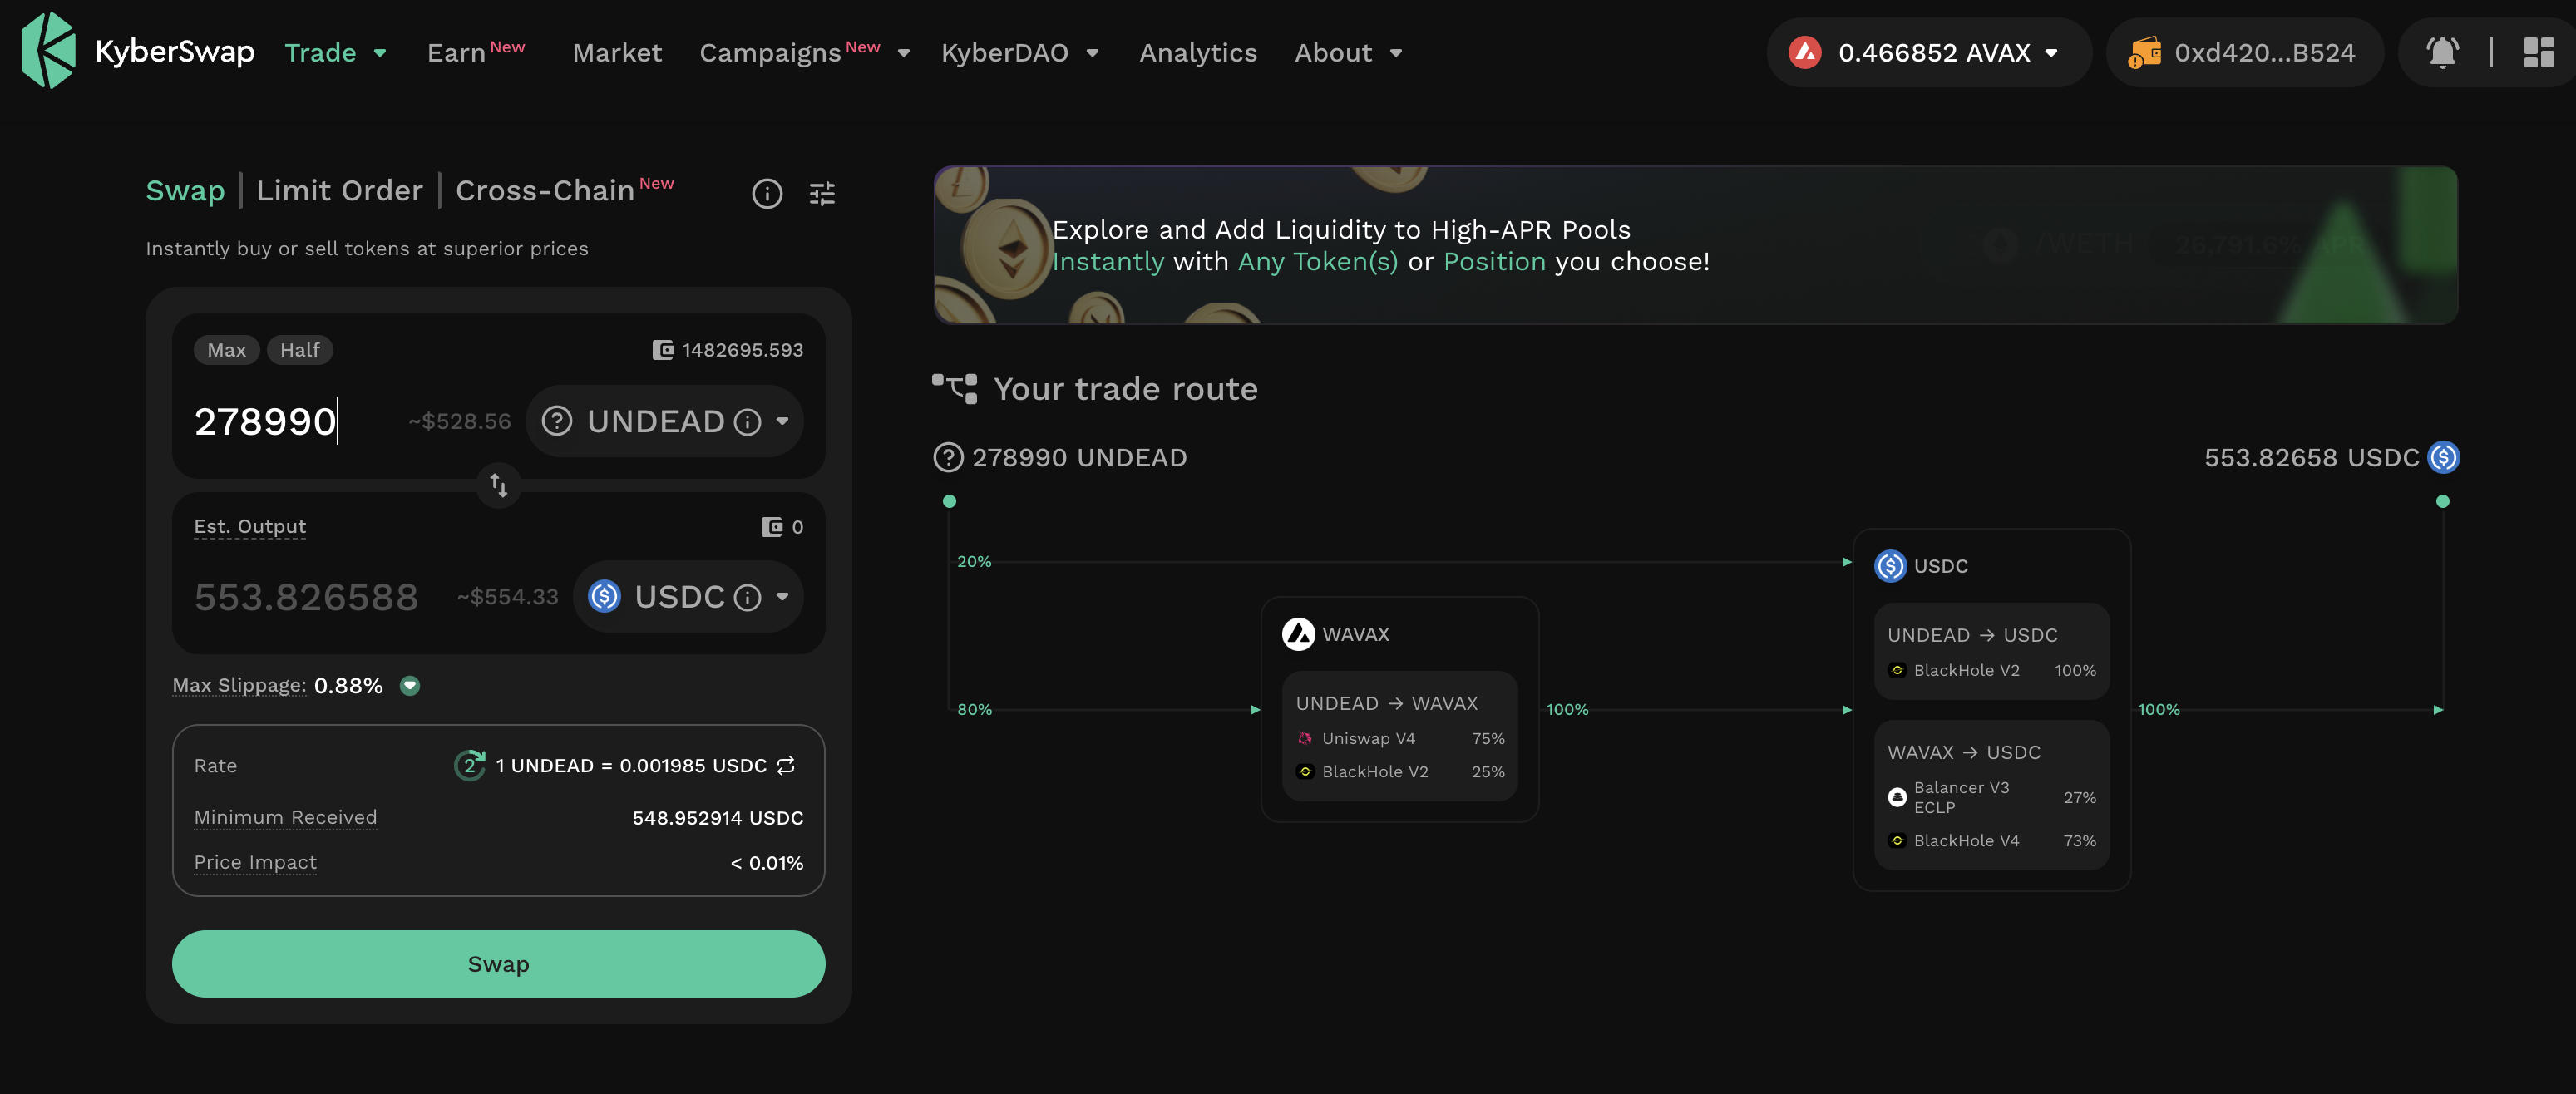 KyberSwap
Trade
Earn New
Market
Campaigns New
KyberDAO
Analytics
About
0.466852 AVAX
0xd420...B524
Swap | Limit Order | Cross-Chain New
Instantly buy or sell tokens at superior prices
Max
Half
1482695.593
278990
~$528.56
UNDEAD
Est. Output
0
553.826588
~$554.33
USDC
Max Slippage: 0.88%
Rate
2
1 UNDEAD = 0.001985 USDC
Minimum Received
548.952914 USDC
Price Impact
< 0.01%
Swap
Explore and Add Liquidity to High-APR Pools
Instantly with Any Token(s) or Position you choose!
/WETH
26,791.6% APR
Your trade route
278990 UNDEAD
553.82658 USDC
20%
80%
WAVAX
UNDEAD → WAVAX
Uniswap V4 75%
BlackHole V2 25%
100%
USDC
UNDEAD → USDC
BlackHole V2 100%
WAVAX → USDC
Balancer V3
ECLP
27%
BlackHole V4 73%
100%